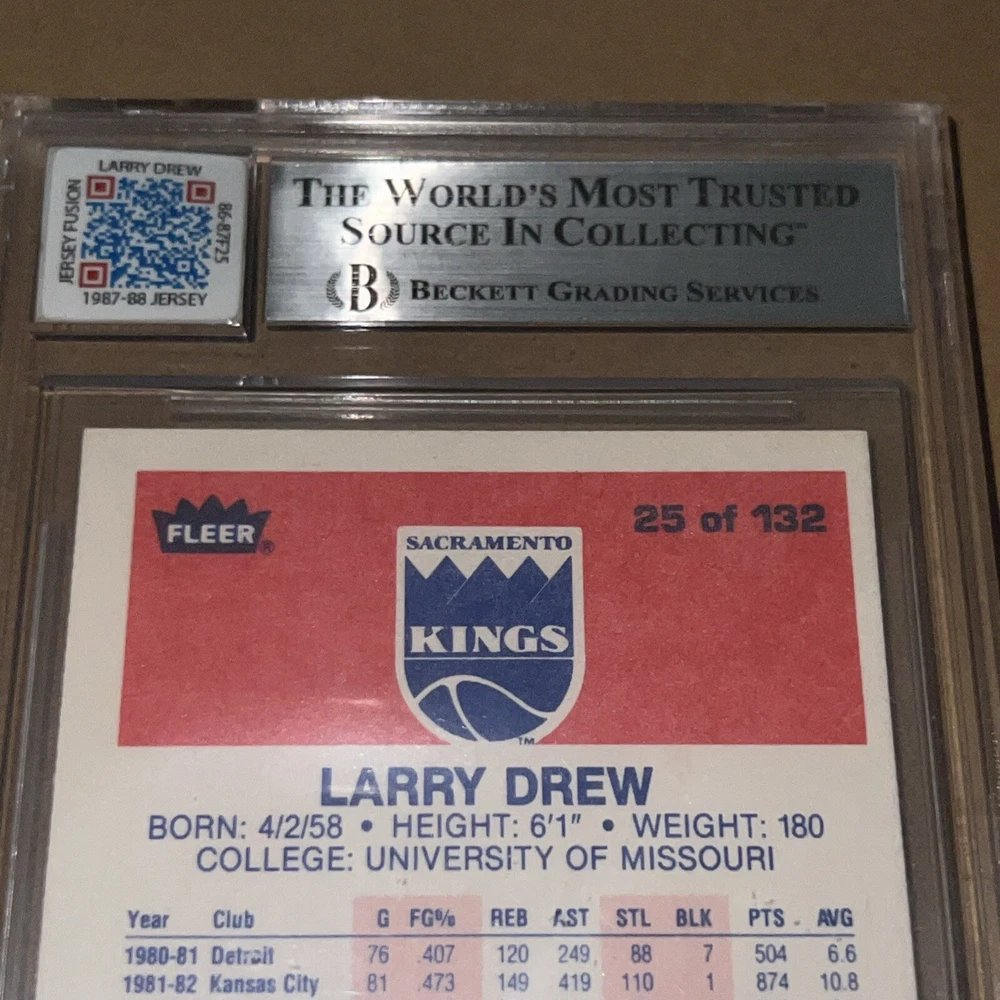 LARRY DREW
JERSEY FUSION
86-87F25
1987-88 JERSEY
THE WORLD'S MOST TRUSTED
SOURCE IN COLLECTING™
B BECKETT GRADING SERVICES
FLEER®
25 of 132
SACRAMENTO
KINGS
TM
LARRY DREW
BORN: 4/2/58 • HEIGHT: 6'1" • WEIGHT: 180
COLLEGE: UNIVERSITY OF MISSOURI
Year Club G FG% REB AST STL BLK PTS AVG
1980-81 Detroit 76 .407 120 249 88 7 504 6.6
1981-82 Kansas City 81 .473 149 419 110 1 874 10.8